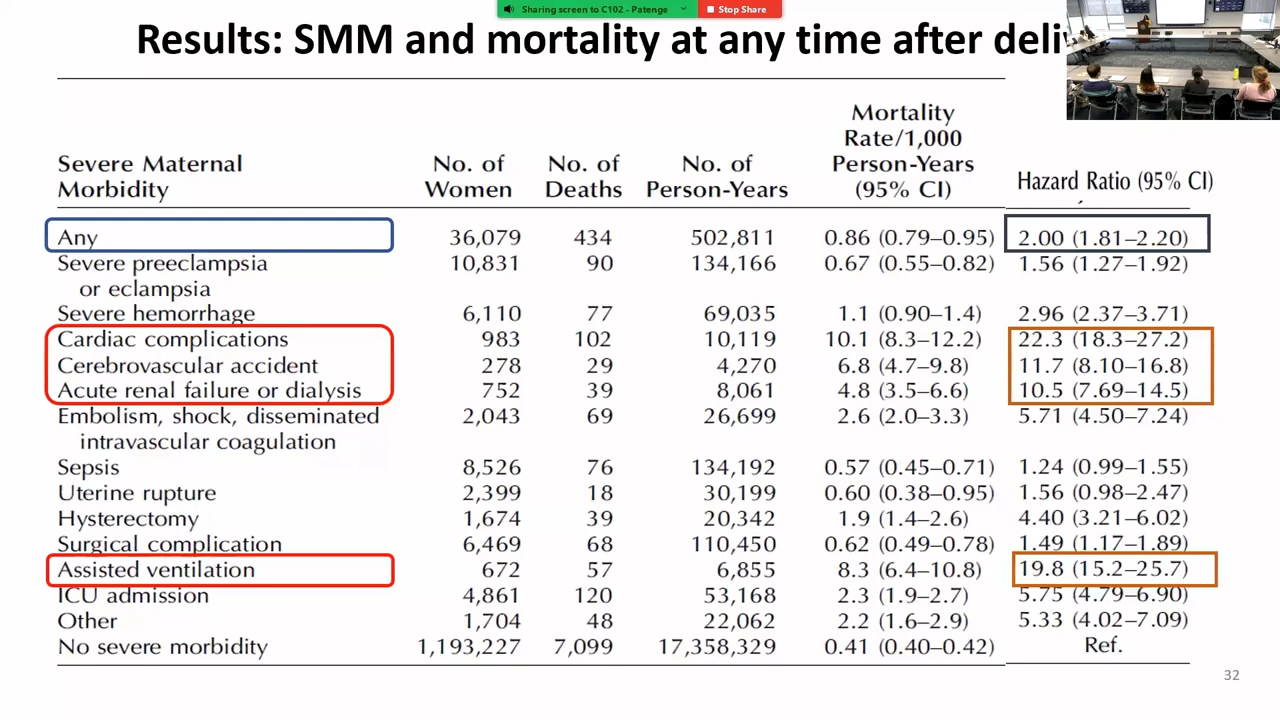 Sharing screen to C102 - Patenge Stop Share
Results: SMM and mortality at any time after deli
Severe Maternal Morbidity No. of Women No. of Deaths No. of Person-Years Mortality Rate/1,000 Person-Years (95% CI) Hazard Ratio (95% CI)
Any 36,079 434 502,811 0.86 (0.79–0.95) 2.00 (1.81–2.20)
Severe preeclampsia 10,831 90 134,166 0.67 (0.55–0.82) 1.56 (1.27–1.92)
or eclampsia
Severe hemorrhage 6,110 77 69,035 1.1 (0.90–1.4) 2.96 (2.37–3.71)
Cardiac complications 983 102 10,119 10.1 (8.3–12.2) 22.3 (18.3–27.2)
Cerebrovascular accident 278 29 4,270 6.8 (4.7–9.8) 11.7 (8.10–16.8)
Acute renal failure or dialysis 752 39 8,061 4.8 (3.5–6.6) 10.5 (7.69–14.5)
Embolism, shock, disseminated 2,043 69 26,699 2.6 (2.0–3.3) 5.71 (4.50–7.24)
intravascular coagulation
Sepsis 8,526 76 134,192 0.57 (0.45–0.71) 1.24 (0.99–1.55)
Uterine rupture 2,399 18 30,199 0.60 (0.38–0.95) 1.56 (0.98–2.47)
Hysterectomy 1,674 39 20,342 1.9 (1.4–2.6) 4.40 (3.21–6.02)
Surgical complication 6,469 68 110,450 0.62 (0.49–0.78) 1.49 (1.17–1.89)
Assisted ventilation 672 57 6,855 8.3 (6.4–10.8) 19.8 (15.2–25.7)
ICU admission 4,861 120 53,168 2.3 (1.9–2.7) 5.75 (4.79–6.90)
Other 1,704 48 22,062 2.2 (1.6–2.9) 5.33 (4.02–7.09)
No severe morbidity 1,193,227 7,099 17,358,329 0.41 (0.40–0.42) Ref.
32